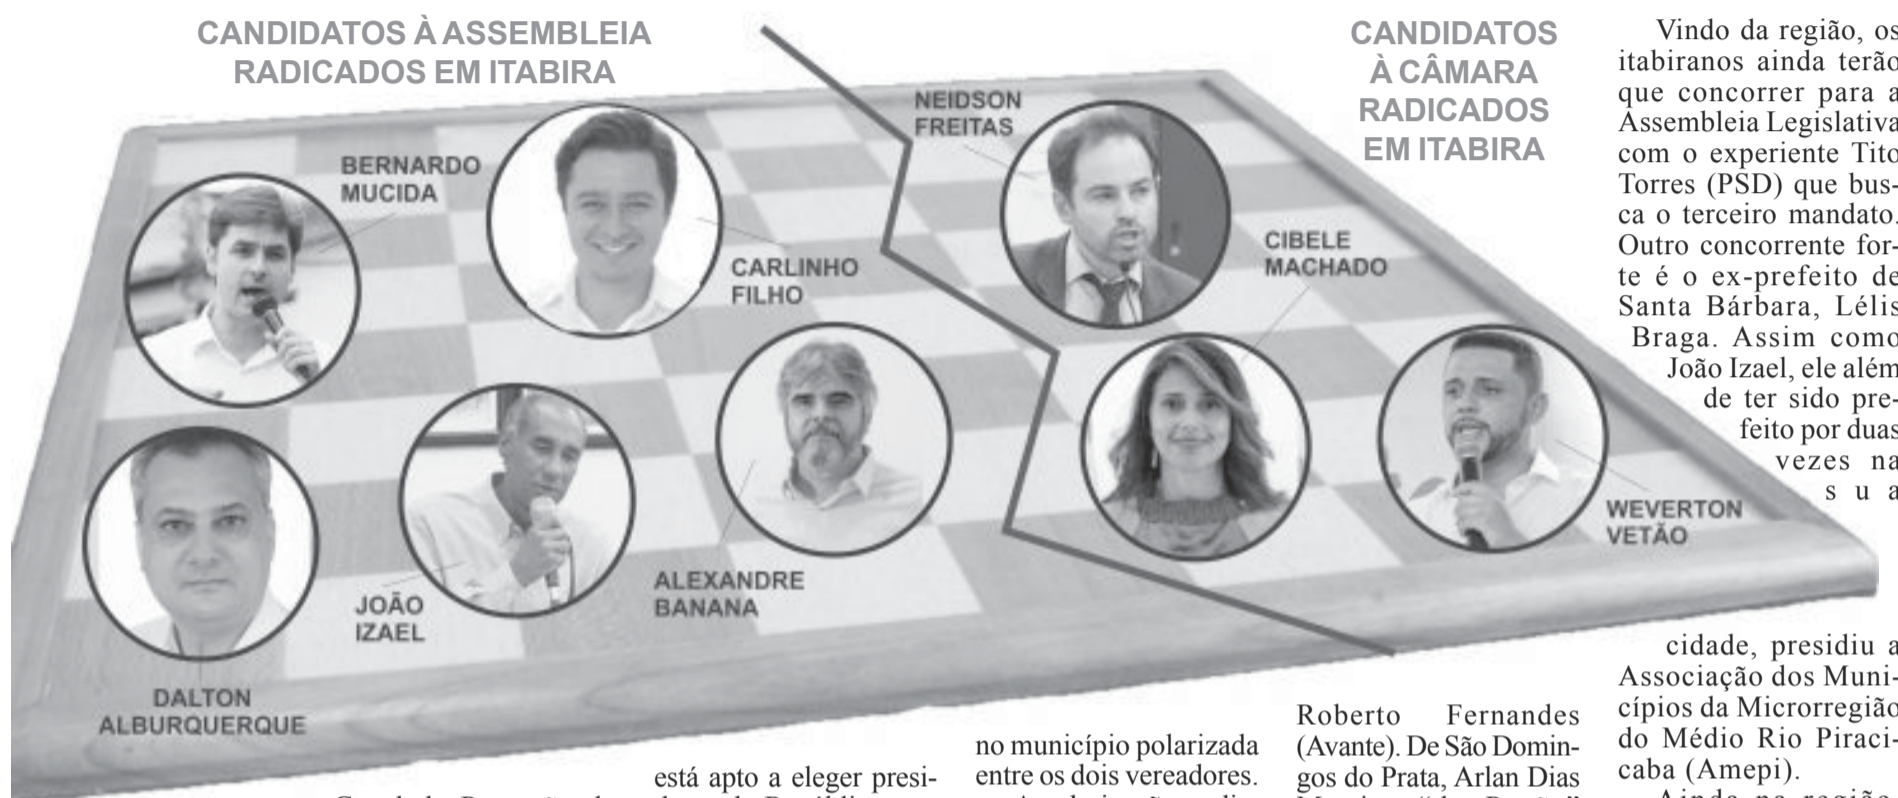 CANDIDATOS À ASSEMBLEIA
RADICADOS EM ITABIRA
CANDIDATOS
À CÂMARA
RADICADOS
EM ITABIRA
BERNARDO
MUCIDA
CARLINHO
FILHO
NEIDSON
FREITAS
CIBELE
MACHADO
WEVERTON
VETÃO
ALEXANDRE
BANANA
JOÃO
IZAEL
DALTON
ALBURQUERQUE
está apto a eleger presi-
no município polarizada
entre os dois vereadores.
Roberto Fernandes
(Avante). De São Domin-
gos do Prata, Arlan Dias
Vindo da região, os
itabiranos ainda terão
que concorrer para a
Assembleia Legislativa
com o experiente Tito
Torres (PSD) que bus-
ca o terceiro mandato.
Outro concorrente for-
te é o ex-prefeito de
Santa Bárbara, Lélis
Braga. Assim como
João Izael, ele além
de ter sido pre-
feito por duas
vezes na
sua
cidade, presidiu a
Associação dos Muni-
cípios da Microrregião
do Médio Rio Piraci-
caba (Amepi).
Ainda na região,